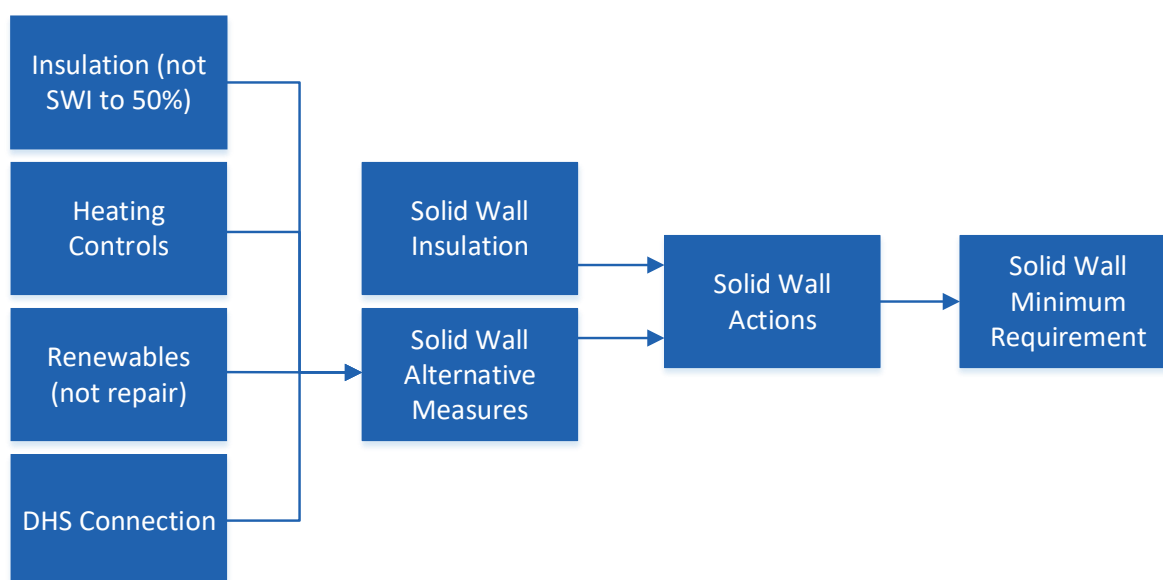 Insulation (not
SWI to 50%)
Heating
Controls
Renewables
(not repair)
DHS Connection
Solid Wall
Insulation
Solid Wall
Alternative
Measures
Solid Wall
Actions
Solid Wall
Minimum
Requirement